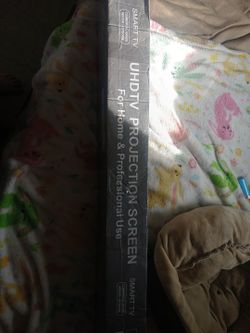 SMART TV
UHDTV PROJECTION SCREEN
For Home & Professional Use
SMART TV